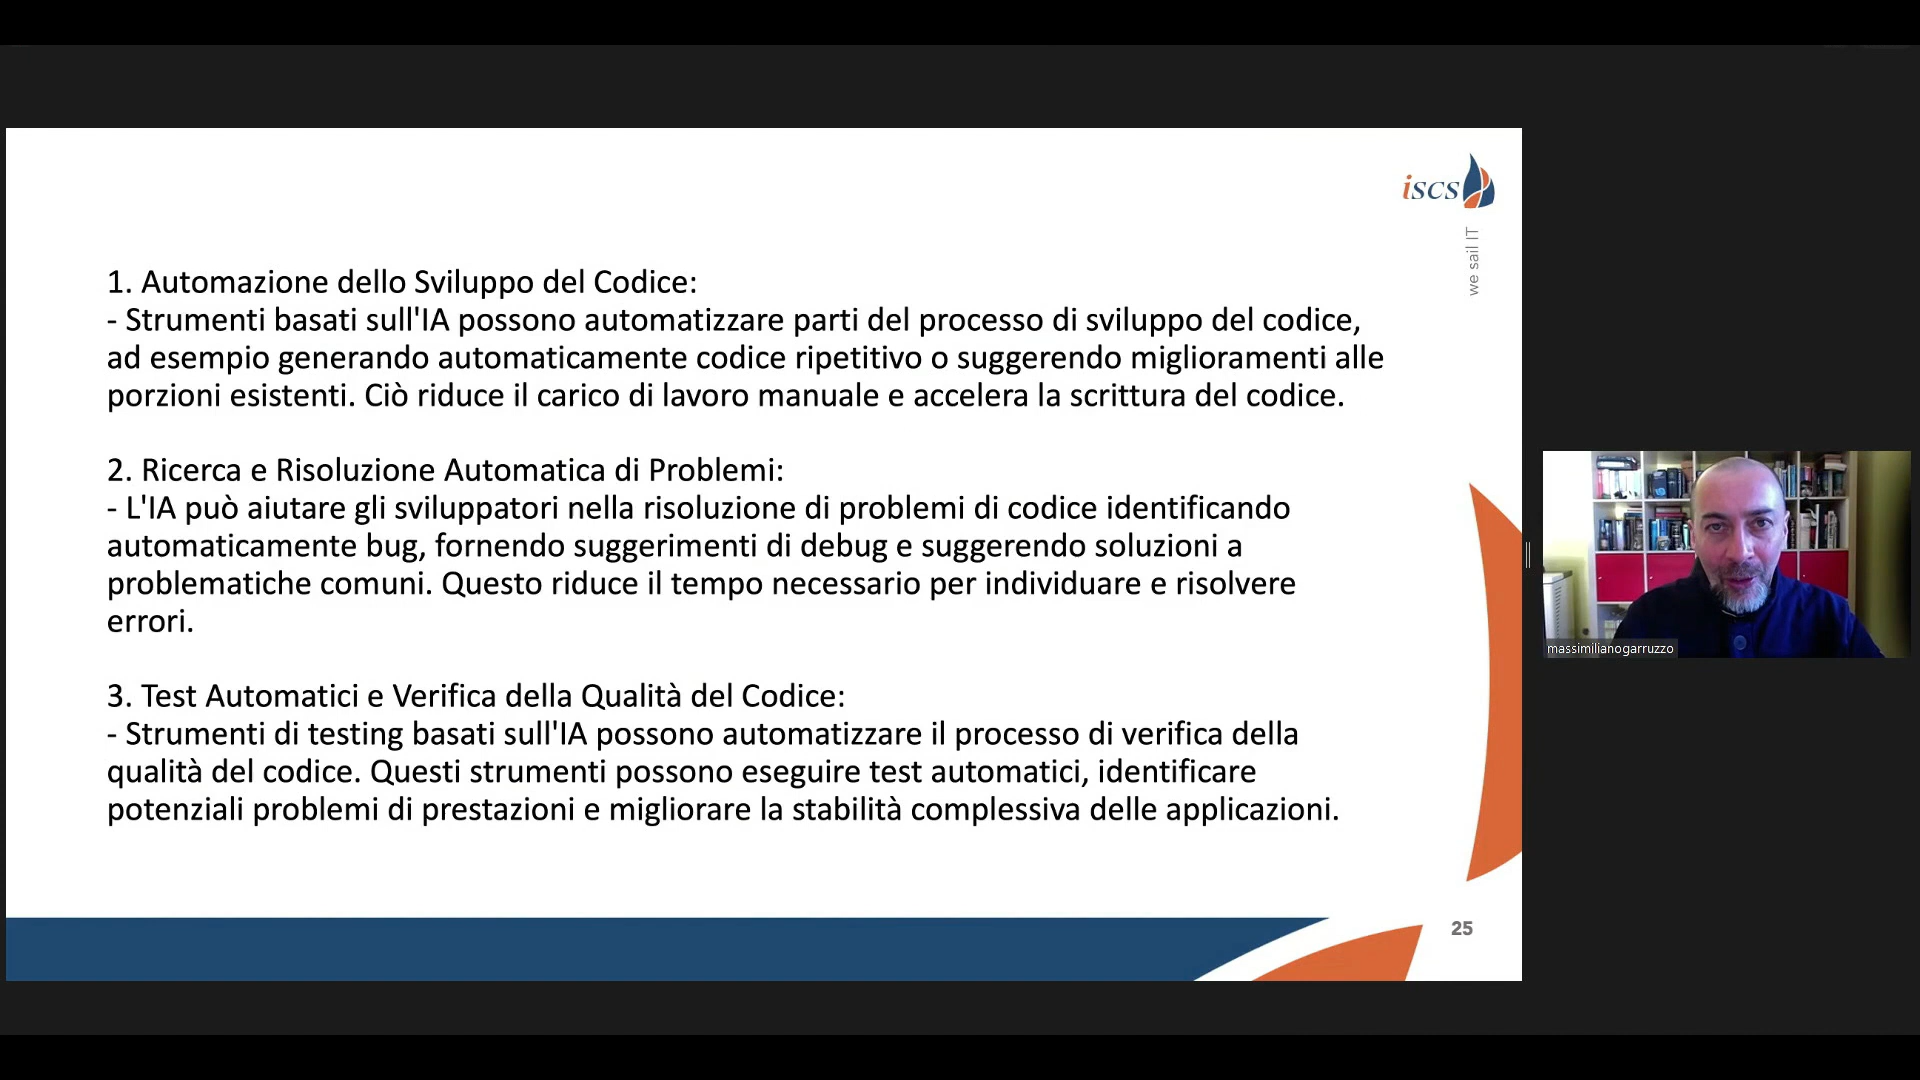 iscs
we sail IT
1. Automazione dello Sviluppo del Codice:
- Strumenti basati sull'IA possono automatizzare parti del processo di sviluppo del codice,
ad esempio generando automaticamente codice ripetitivo o suggerendo miglioramenti alle
porzioni esistenti. Ciò riduce il carico di lavoro manuale e accelera la scrittura del codice.
2. Ricerca e Risoluzione Automatica di Problemi:
- L'IA può aiutare gli sviluppatori nella risoluzione di problemi di codice identificando
automaticamente bug, fornendo suggerimenti di debug e suggerendo soluzioni a
problematiche comuni. Questo riduce il tempo necessario per individuare e risolvere
errori.
3. Test Automatici e Verifica della Qualità del Codice:
- Strumenti di testing basati sull'IA possono automatizzare il processo di verifica della
qualità del codice. Questi strumenti possono eseguire test automatici, identificare
potenziali problemi di prestazioni e migliorare la stabilità complessiva delle applicazioni.
25
massimilianogarruzzo